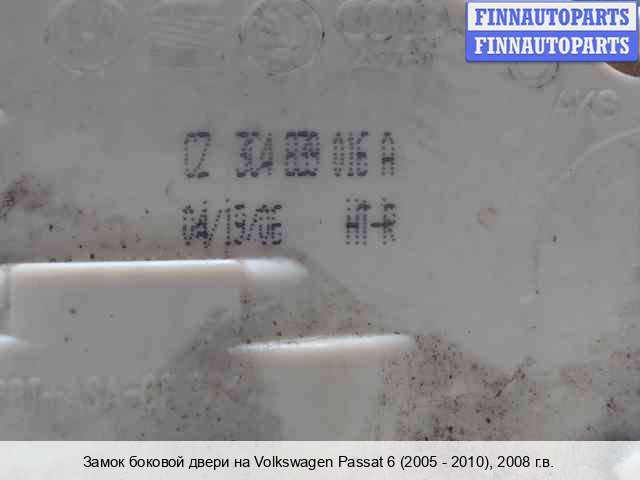 FINNAUTOPARTS
FINNAUTOPARTS
AKS
CZ 3C4 839 016 A
04/19/06 HT-R
Замок боковой двери на Volkswagen Passat 6 (2005 - 2010), 2008 г.в.